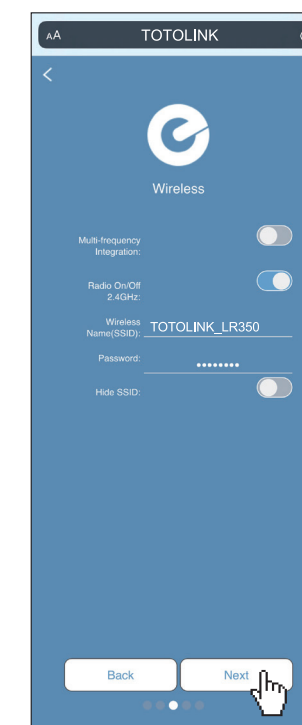 AA TOTOLINK
Wireless
Multi-frequency
Integration:
Radio On/Off
2.4GHz:
Wireless
Name(SSID): TOTOLINK_LR350
Password: ••••••••
Hide SSID:
Back Next